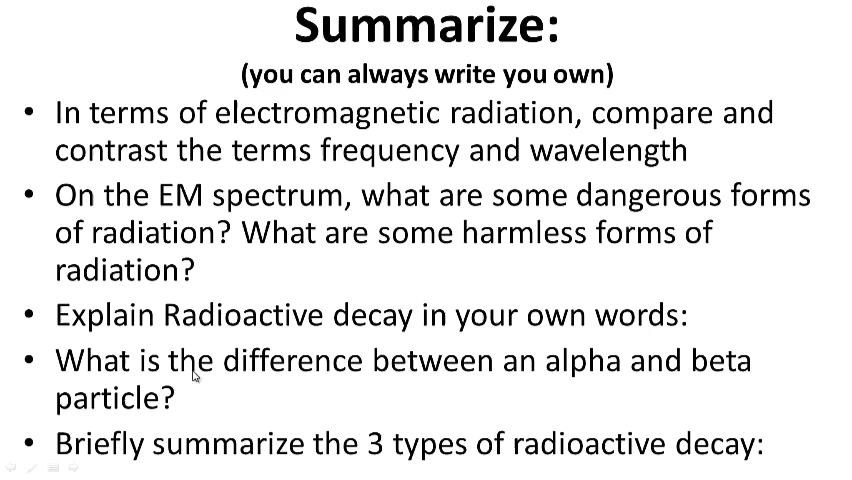 Summarize:
(you can always write you own)
• In terms of electromagnetic radiation, compare and
contrast the terms frequency and wavelength
• On the EM spectrum, what are some dangerous forms
of radiation? What are some harmless forms of
radiation?
• Explain Radioactive decay in your own words:
• What is the difference between an alpha and beta
particle?
• Briefly summarize the 3 types of radioactive decay: